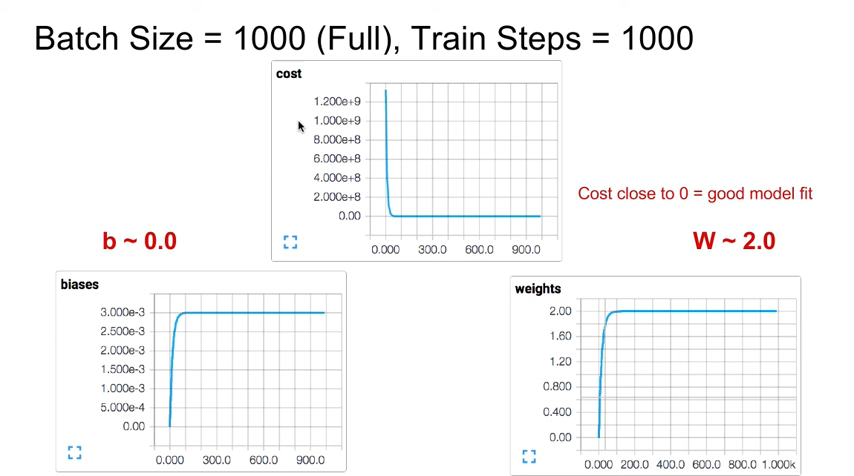 Batch Size = 1000 (Full), Train Steps = 1000
cost
1.200e+9
1.000e+9
8.000e+8
6.000e+8
4.000e+8
2.000e+8
0.00
0.000 300.0 600.0 900.0
Cost close to 0 = good model fit
b ~ 0.0
W ~ 2.0
biases
3.000e-3
2.500e-3
2.000e-3
1.500e-3
1.000e-3
5.000e-4
0.00
0.000 300.0 600.0 900.0
weights
2.00
1.60
1.20
0.800
0.400
0.00
0.000 200.0 400.0 600.0 800.0 1.000k